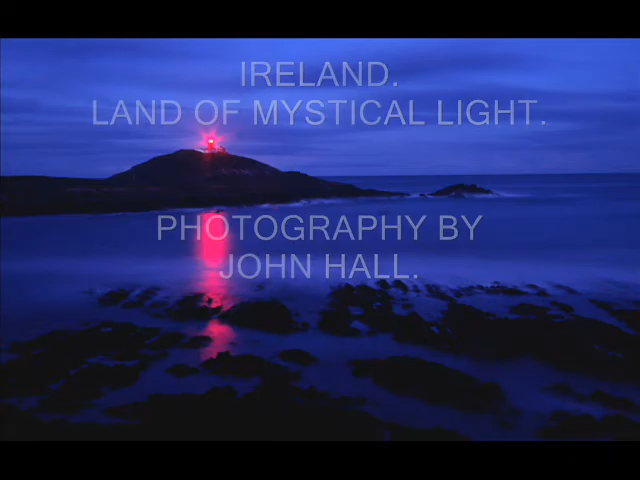 IRELAND.
LAND OF MYSTICAL LIGHT.
PHOTOGRAPHY BY
JOHN HALL.